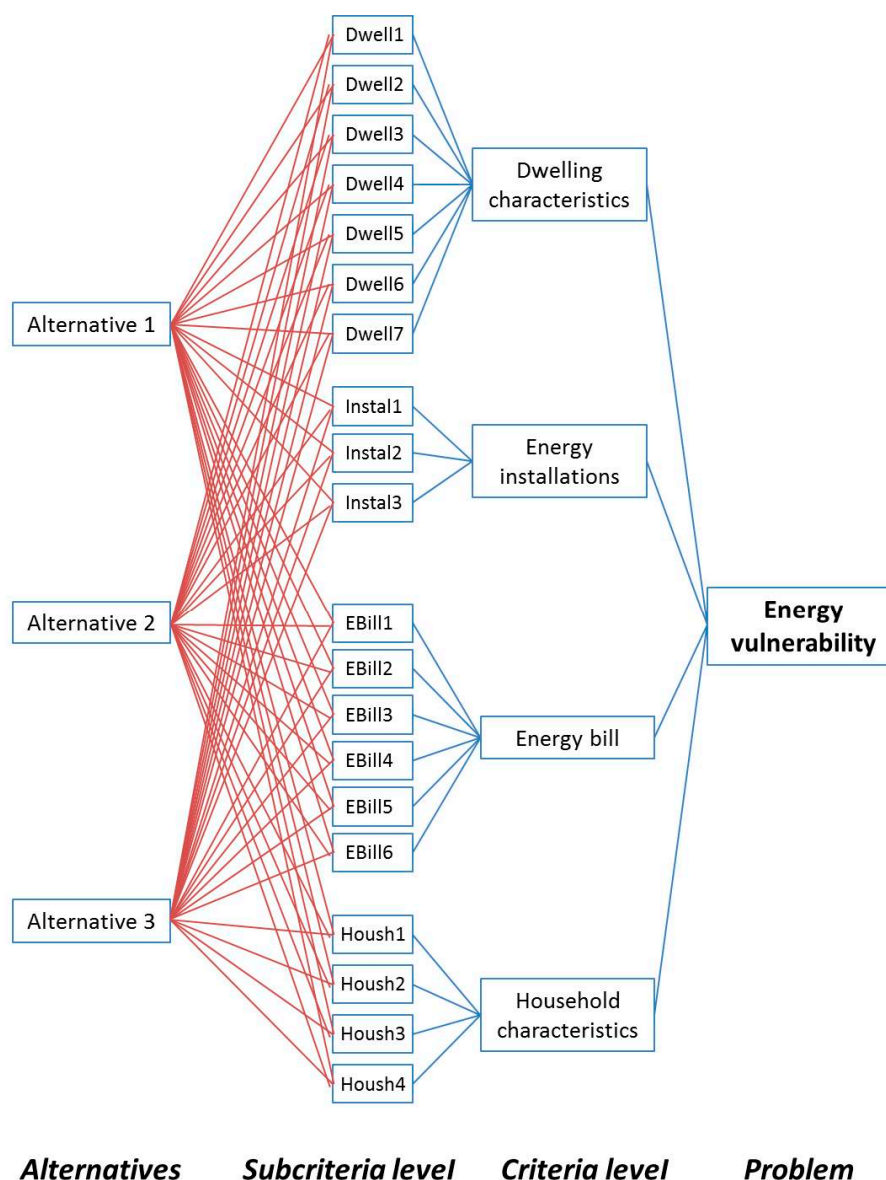 Alternative 1
Alternative 2
Alternative 3
Dwell1
Dwell2
Dwell3
Dwell4
Dwell5
Dwell6
Dwell7
Instal1
Instal2
Instal3
EBill1
EBill2
EBill3
EBill4
EBill5
EBill6
Housh1
Housh2
Housh3
Housh4
Dwelling
characteristics
Energy
installations
Energy bill
Household
characteristics
Energy
vulnerability
Alternatives
Subcriteria level
Criteria level
Problem